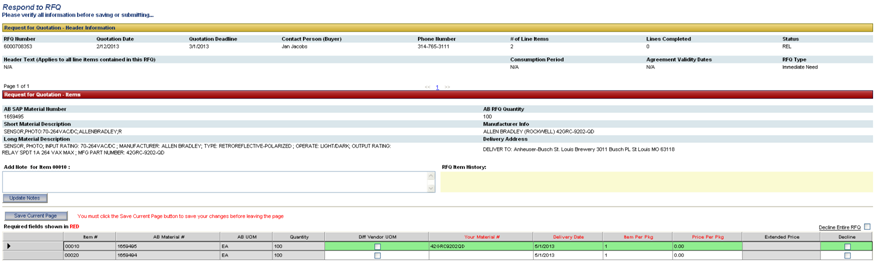 Respond to RFQ
Please verify all information before saving or submitting...
Request for Quotation - Header Information
RFQ Number Quotation Date Quotation Deadline Contact Person (Buyer) Phone Number # of Line Items Lines Completed Status
6000708353 2/12/2013 3/1/2013 Jan Jacobs 314-765-3111 2 0 REL
Header Text (Applies to all line items contained in this RFQ) Consumption Period Agreement Validity Dates RFQ Type
N/A N/A N/A Immediate Need
Page 1 of 1 << 1 >>
Request for Quotation - Items
AB SAP Material Number AB RFQ Quantity
1659495 100
Short Material Description Manufacturer Info
SENSOR,PHOTO:70-264VAC/DC,ALLENBRADLEY;R ALLEN BRADLEY (ROCKWELL) 42GRC-9202-QD
Long Material Description Delivery Address
SENSOR, PHOTO; INPUT RATING: 70-264VAC/DC ; MANUFACTURER: ALLEN BRADLEY; TYPE: RETROREFLECTIVE-POLARIZED ; OPERATE: LIGHT/DARK; OUTPUT RATING: DELIVER TO: Anheuser-Busch St. Louis Brewery 3011 Busch PL St Louis MO 63118
RELAY SPDT 1A 264 VAX MAX ; MFG PART NUMBER: 42GRC-9202-QD
Add Note for Item 00010 : RFQ Item History:
Update Notes
Save Current Page You must click the Save Current Page button to save your changes before leaving the page
Required fields shown in RED Decline Entire RFQ
Item # AB Material # AB UOM Quantity Diff Vendor UOM Your Material # Delivery Date Item Per Pkg Price Per Pkg Extended Price Decline
00010 1659495 EA 100 42GRC9202QD 5/1/2013 1 0.00
00020 1659495 EA 100 5/1/2013 1 0.00